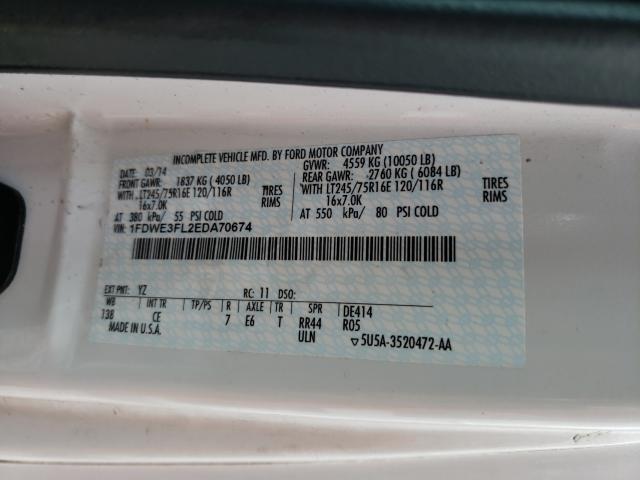 INCOMPLETE VEHICLE MFD. BY FORD MOTOR COMPANY
DATE: 03/14 GVWR: 4559 KG (10050 LB)
FRONT GAWR: 1837 KG ( 4050 LB) REAR GAWR: 2760 KG ( 6084 LB)
WITH LT245/75R16E 120/116R TIRES WITH LT245/75R16E 120/116R TIRES
16x7.0K RIMS 16x7.0K RIMS
AT 380 kPa/ 55 PSI COLD AT 550 kPa/ 80 PSI COLD
VIN: 1FDWE3FL2EDA70674
EXT PNT: YZ RC: 11 DSO:
WB INT TR TP/PS R AXLE TR SPR DE414
138 CE 7 E6 T RR44 R05
MADE IN U.S.A. ULN ▽5U5A-3520472-AA